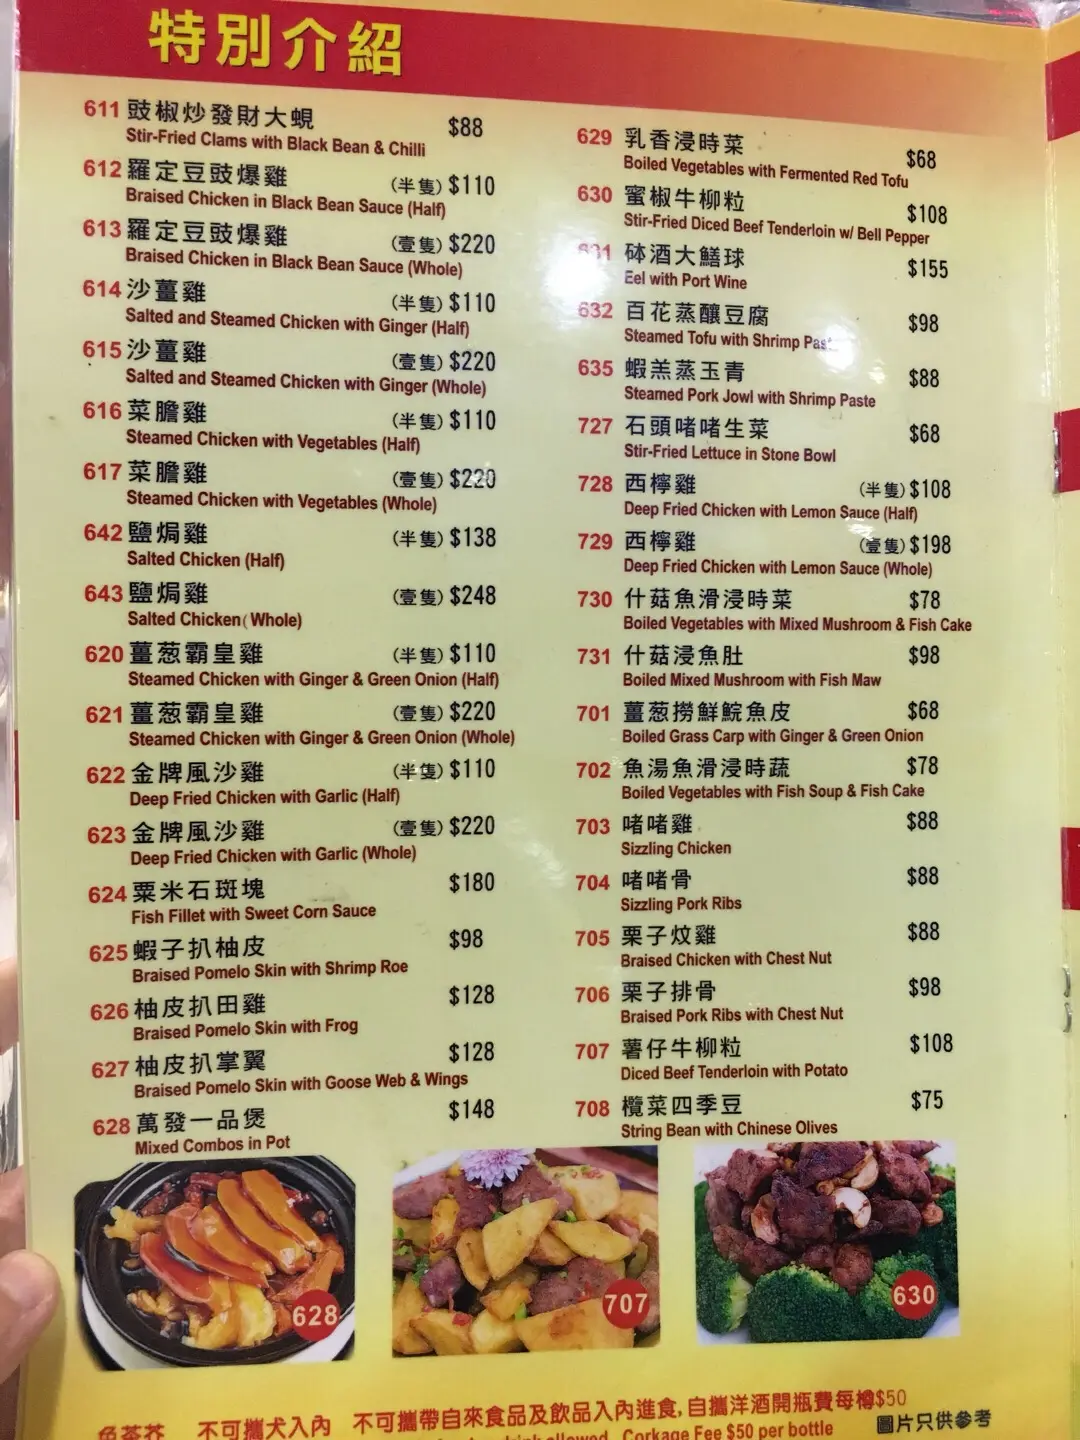 特別介紹
611 豉椒炒發財大蜆 $88
Stir-Fried Clams with Black Bean & Chilli
612 羅定豆豉爆雞 (半隻) $110
Braised Chicken in Black Bean Sauce (Half)
613 羅定豆豉爆雞 (壹隻) $220
Braised Chicken in Black Bean Sauce (Whole)
614 沙薑雞 (半隻) $110
Salted and Steamed Chicken with Ginger (Half)
615 沙薑雞 (壹隻) $220
Salted and Steamed Chicken with Ginger (Whole)
616 菜膽雞 (半隻) $110
Steamed Chicken with Vegetables (Half)
617 菜膽雞 (壹隻) $220
Steamed Chicken with Vegetables (Whole)
642 鹽焗雞 (半隻) $138
Salted Chicken (Half)
643 鹽焗雞 (壹隻) $248
Salted Chicken (Whole)
620 薑葱霸皇雞 (半隻) $110
Steamed Chicken with Ginger & Green Onion (Half)
621 薑葱霸皇雞 (壹隻) $220
Steamed Chicken with Ginger & Green Onion (Whole)
622 金牌風沙雞 (半隻) $110
Deep Fried Chicken with Garlic (Half)
623 金牌風沙雞 (壹隻) $220
Deep Fried Chicken with Garlic (Whole)
624 粟米石斑塊 $180
Fish Fillet with Sweet Corn Sauce
625 蝦子扒柚皮 $98
Braised Pomelo Skin with Shrimp Roe
626 柚皮扒田雞 $128
Braised Pomelo Skin with Frog
627 柚皮扒掌翼 $128
Braised Pomelo Skin with Goose Web & Wings
628 萬發一品煲 $148
Mixed Combos in Pot
629 乳香浸時菜 $68
Boiled Vegetables with Fermented Red Tofu
630 蜜椒牛柳粒 $108
Stir-Fried Diced Beef Tenderloin w/ Bell Pepper
631 砵酒大鱔球 $155
Eel with Port Wine
632 百花蒸釀豆腐 $98
Steamed Tofu with Shrimp Paste
635 蝦羔蒸玉青 $88
Steamed Pork Jowl with Shrimp Paste
727 石頭啫啫生菜 $68
Stir-Fried Lettuce in Stone Bowl
728 西檸雞 (半隻) $108
Deep Fried Chicken with Lemon Sauce (Half)
729 西檸雞 (壹隻) $198
Deep Fried Chicken with Lemon Sauce (Whole)
730 什菇魚滑浸時菜 $78
Boiled Vegetables with Mixed Mushroom & Fish Cake
731 什菇浸魚肚 $98
Boiled Mixed Mushroom with Fish Maw
701 薑葱撈鮮鯇魚皮 $68
Boiled Grass Carp with Ginger & Green Onion
702 魚湯魚滑浸時蔬 $78
Boiled Vegetables with Fish Soup & Fish Cake
703 啫啫雞 $88
Sizzling Chicken
704 啫啫骨 $88
Sizzling Pork Ribs
705 栗子炆雞 $88
Braised Chicken with Chest Nut
706 栗子排骨 $98
Braised Pork Ribs with Chest Nut
707 薯仔牛柳粒 $108
Diced Beef Tenderloin with Potato
708 欖菜四季豆 $75
String Bean with Chinese Olives
628
707
630
不可攜犬入內 不可攜帶自來食品及飲品入內進食, 自攜洋酒開瓶費每樽$50
allowed Corkage Fee $50 per bottle
圖片只供參考